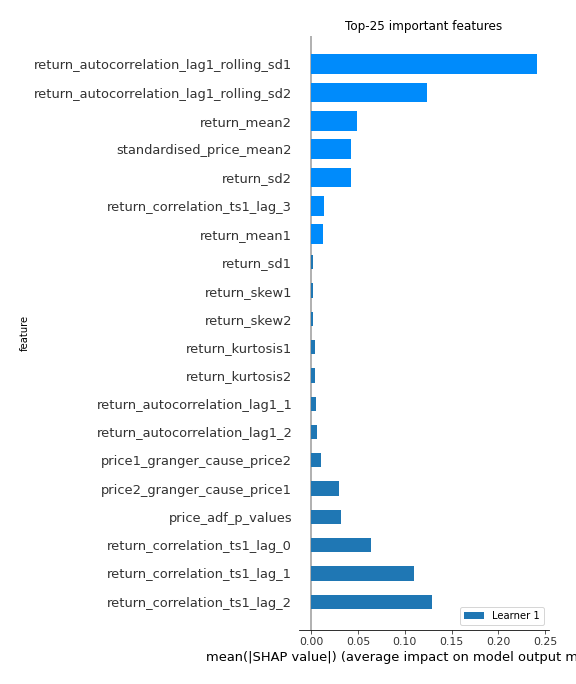 Top-25 important features
return_autocorrelation_lag1_rolling_sd1
return_autocorrelation_lag1_rolling_sd2
return_mean2
standardised_price_mean2
return_sd2
return_correlation_ts1_lag_3
return_mean1
return_sd1
return_skew1
return_skew2
return_kurtosis1
return_kurtosis2
return_autocorrelation_lag1_1
return_autocorrelation_lag1_2
price1_granger_cause_price2
price2_granger_cause_price1
price_adf_p_values
return_correlation_ts1_lag_0
return_correlation_ts1_lag_1
return_correlation_ts1_lag_2
feature
Learner 1
0.00 0.05 0.10 0.15 0.20 0.25
mean(|SHAP value|) (average impact on model output m